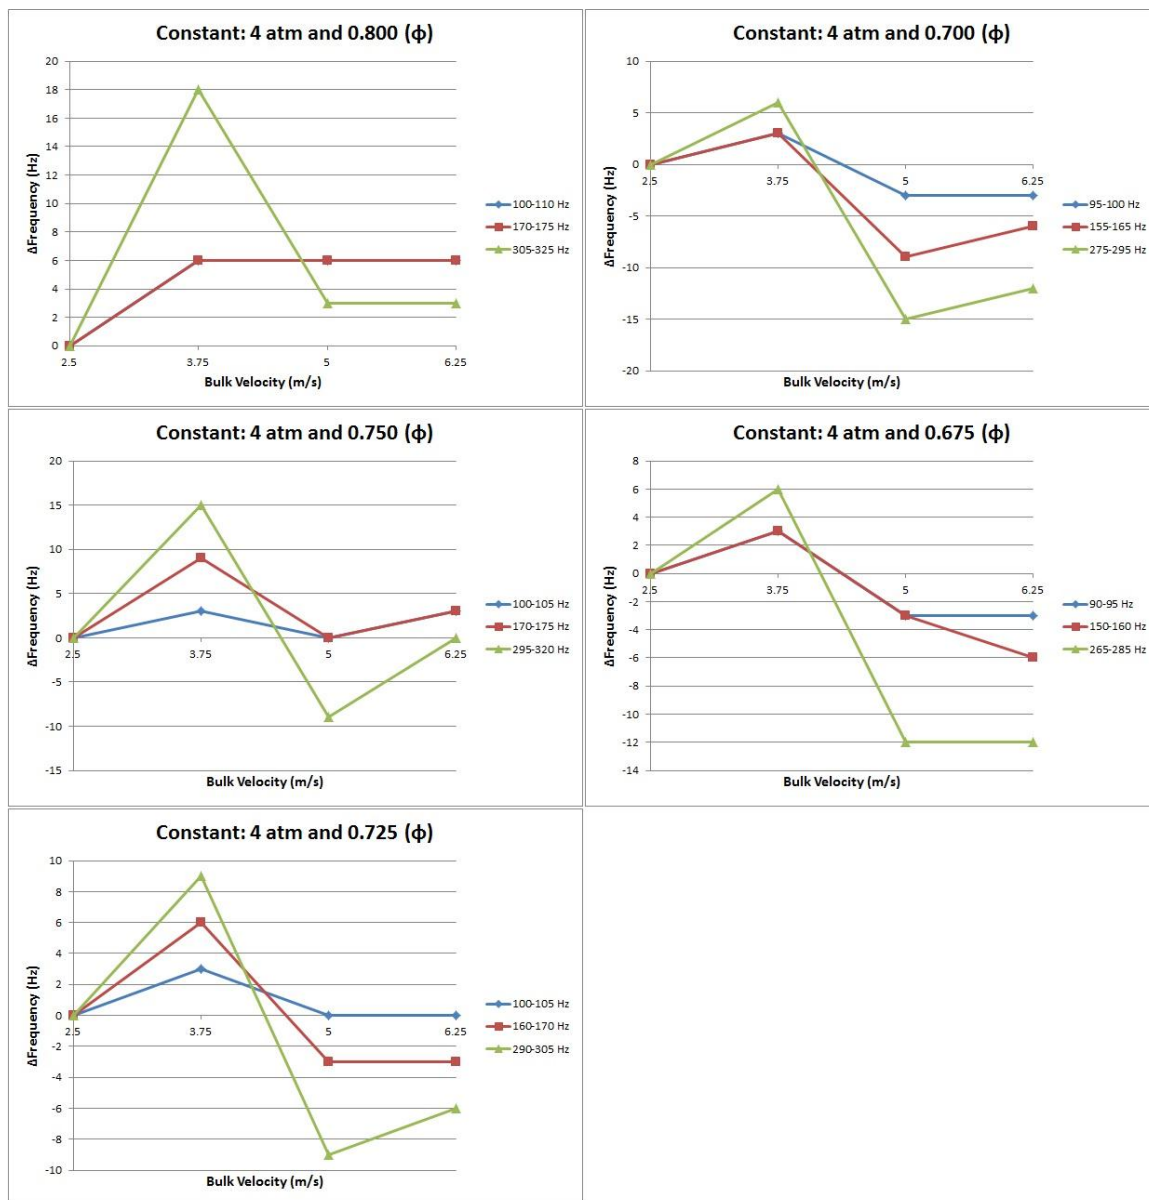 Constant: 4 atm and 0.800 (ϕ)
20
18
16
14
12
10
8
6
4
2
0
ΔFrequency (Hz)
2.5 3.75 5 6.25
Bulk Velocity (m/s)
100-110 Hz
170-175 Hz
305-325 Hz
Constant: 4 atm and 0.700 (ϕ)
10
5
0
-5
-10
-15
-20
ΔFrequency (Hz)
2.5 3.75 5 6.25
Bulk Velocity (m/s)
95-100 Hz
155-165 Hz
275-295 Hz
Constant: 4 atm and 0.750 (ϕ)
20
15
10
5
0
-5
-10
-15
ΔFrequency (Hz)
2.5 3.75 5 6.25
Bulk Velocity (m/s)
100-105 Hz
170-175 Hz
295-320 Hz
Constant: 4 atm and 0.675 (ϕ)
8
6
4
2
0
-2
-4
-6
-8
-10
-12
-14
ΔFrequency (Hz)
2.5 3.75 5 6.25
Bulk Velocity (m/s)
90-95 Hz
150-160 Hz
265-285 Hz
Constant: 4 atm and 0.725 (ϕ)
10
8
6
4
2
0
-2
-4
-6
-8
-10
ΔFrequency (Hz)
2.5 3.75 5 6.25
Bulk Velocity (m/s)
100-105 Hz
160-170 Hz
290-305 Hz